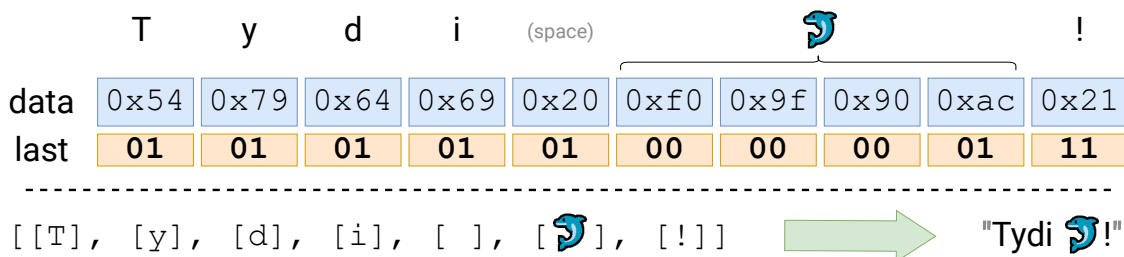 T y d i (space) 🐬 !
data 0x54 0x79 0x64 0x69 0x20 0xf0 0x9f 0x90 0xac 0x21
last 01 01 01 01 01 00 00 00 01 11
[[T], [y], [d], [i], [ ], [🐬], [!]] "Tydi 🐬!"